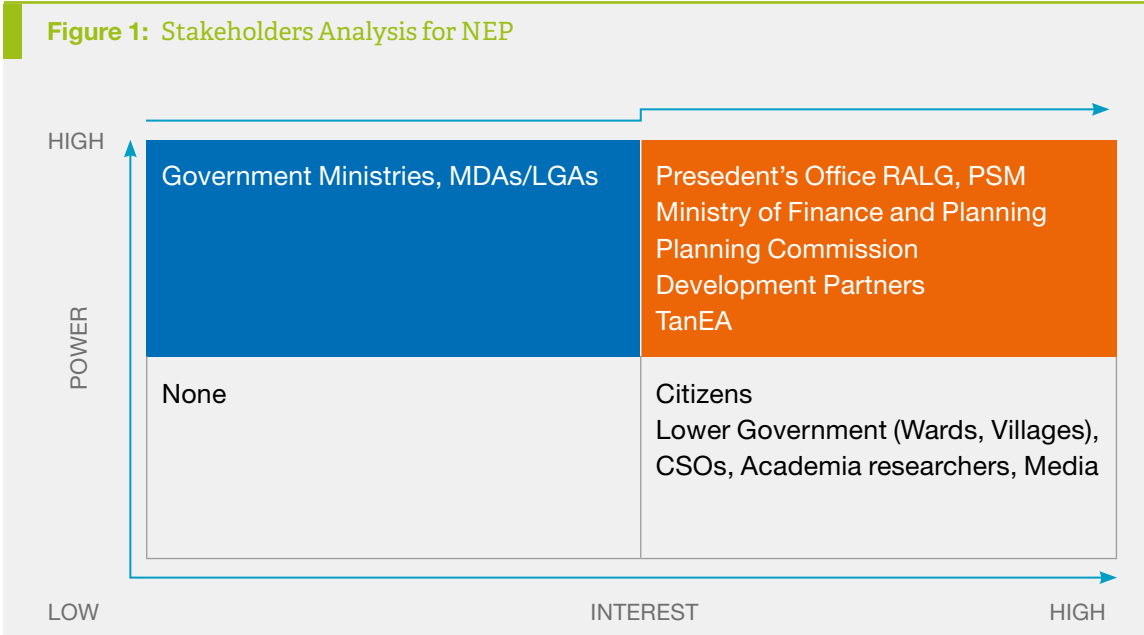 Figure 1: Stakeholders Analysis for NEP
HIGH
Government Ministries, MDAs/LGAs
Presedent's Office RALG, PSM
Ministry of Finance and Planning
Planning Commission
Development Partners
TanEA
POWER
None
Citizens
Lower Government (Wards, Villages),
CSOs, Academia researchers, Media
LOW
INTEREST
HIGH